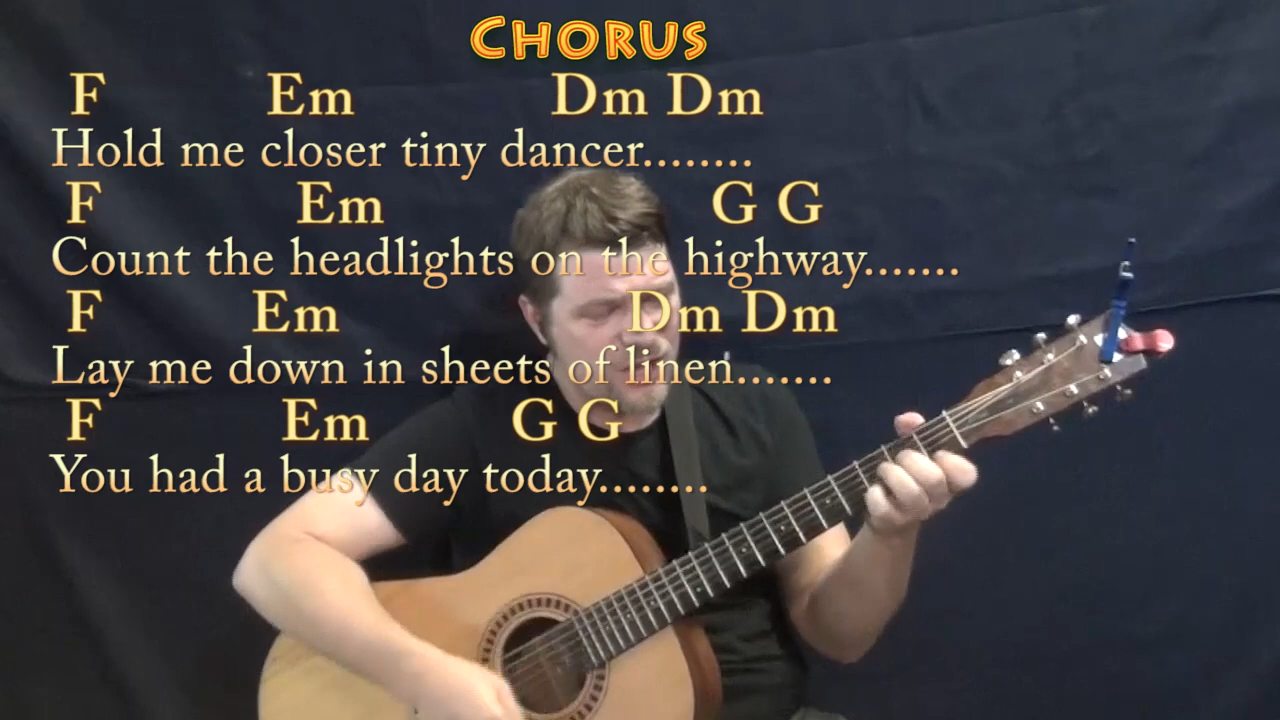 Chorus
F Em Dm Dm
Hold me closer tiny dancer........
F Em G G
Count the headlights on the highway.......
F Em Dm Dm
Lay me down in sheets of linen.......
F Em G G
You had a busy day today........